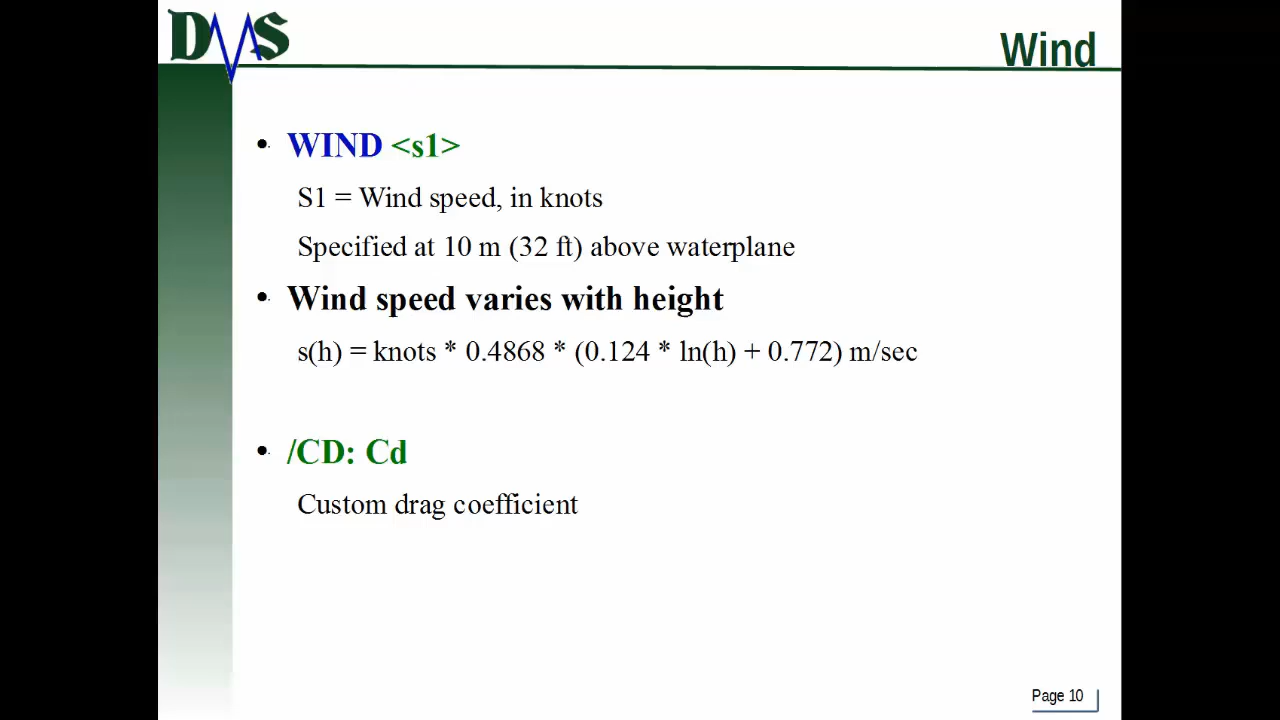 DMS
Wind
• WIND <s1>
S1 = Wind speed, in knots
Specified at 10 m (32 ft) above waterplane
• Wind speed varies with height
s(h) = knots * 0.4868 * (0.124 * ln(h) + 0.772) m/sec
• /CD: Cd
Custom drag coefficient
Page 10